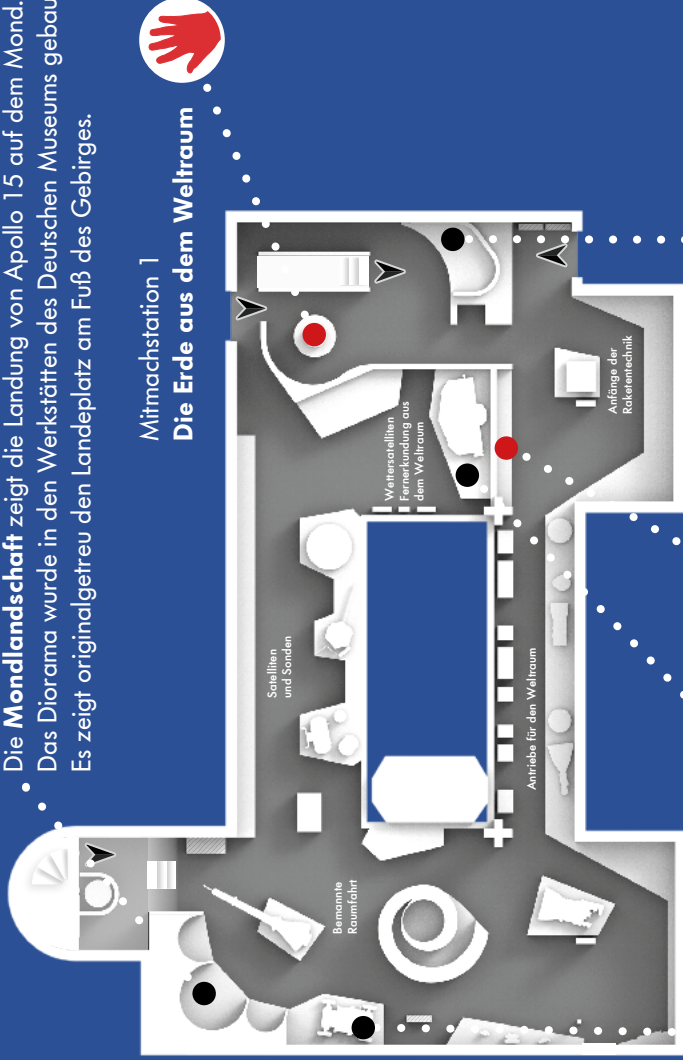 Die Mondlandschaft zeigt die Landung von Apollo 15 auf dem Mond.
Das Diorama wurde in den Werkstätten des Deutschen Museums gebau
Es zeigt originalgetreu den Landeplatz am Fuß des Gebirges.
Mitmachstation 1
Die Erde aus dem Weltraum
Wettersatelliten
Fernerkundung aus
dem Weltraum
Anfänge der
Raketentechnik
Satelliten
und Sonden
Antriebe für den Weltraum
Bemannte
Raumfahrt